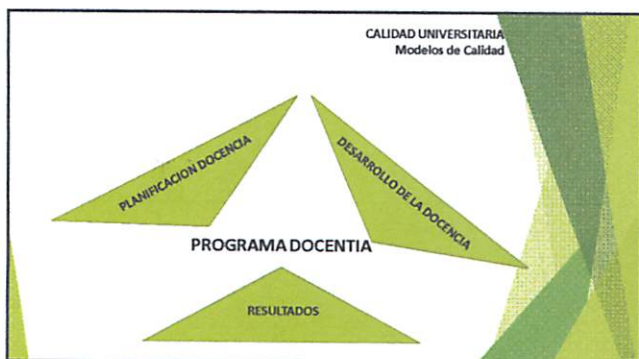 CALIDAD UNIVERSITARIA
Modelos de Calidad
PLANIFICACION DOCENCIA
DESARROLLO DE LA DOCENCIA
PROGRAMA DOCENTIA
RESULTADOS